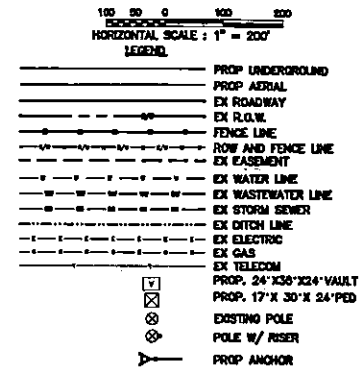 100 50 0 100 200
HORIZONTAL SCALE : 1" = 200'
LEGEND
PROP UNDERGROUND
PROP AERIAL
EX ROADWAY
EX R.O.W.
FENCE LINE
ROW AND FENCE LINE
EX EASEMENT
EX WATER LINE
EX WASTEWATER LINE
EX STORM SEWER
EX DITCH LINE
EX ELECTRIC
EX GAS
EX TELECOM
V PROP. 24"X36"X24"VAULT
PROP. 17"X 30"X 24"PED
EXISTING POLE
POLE W/ RISER
PROP ANCHOR